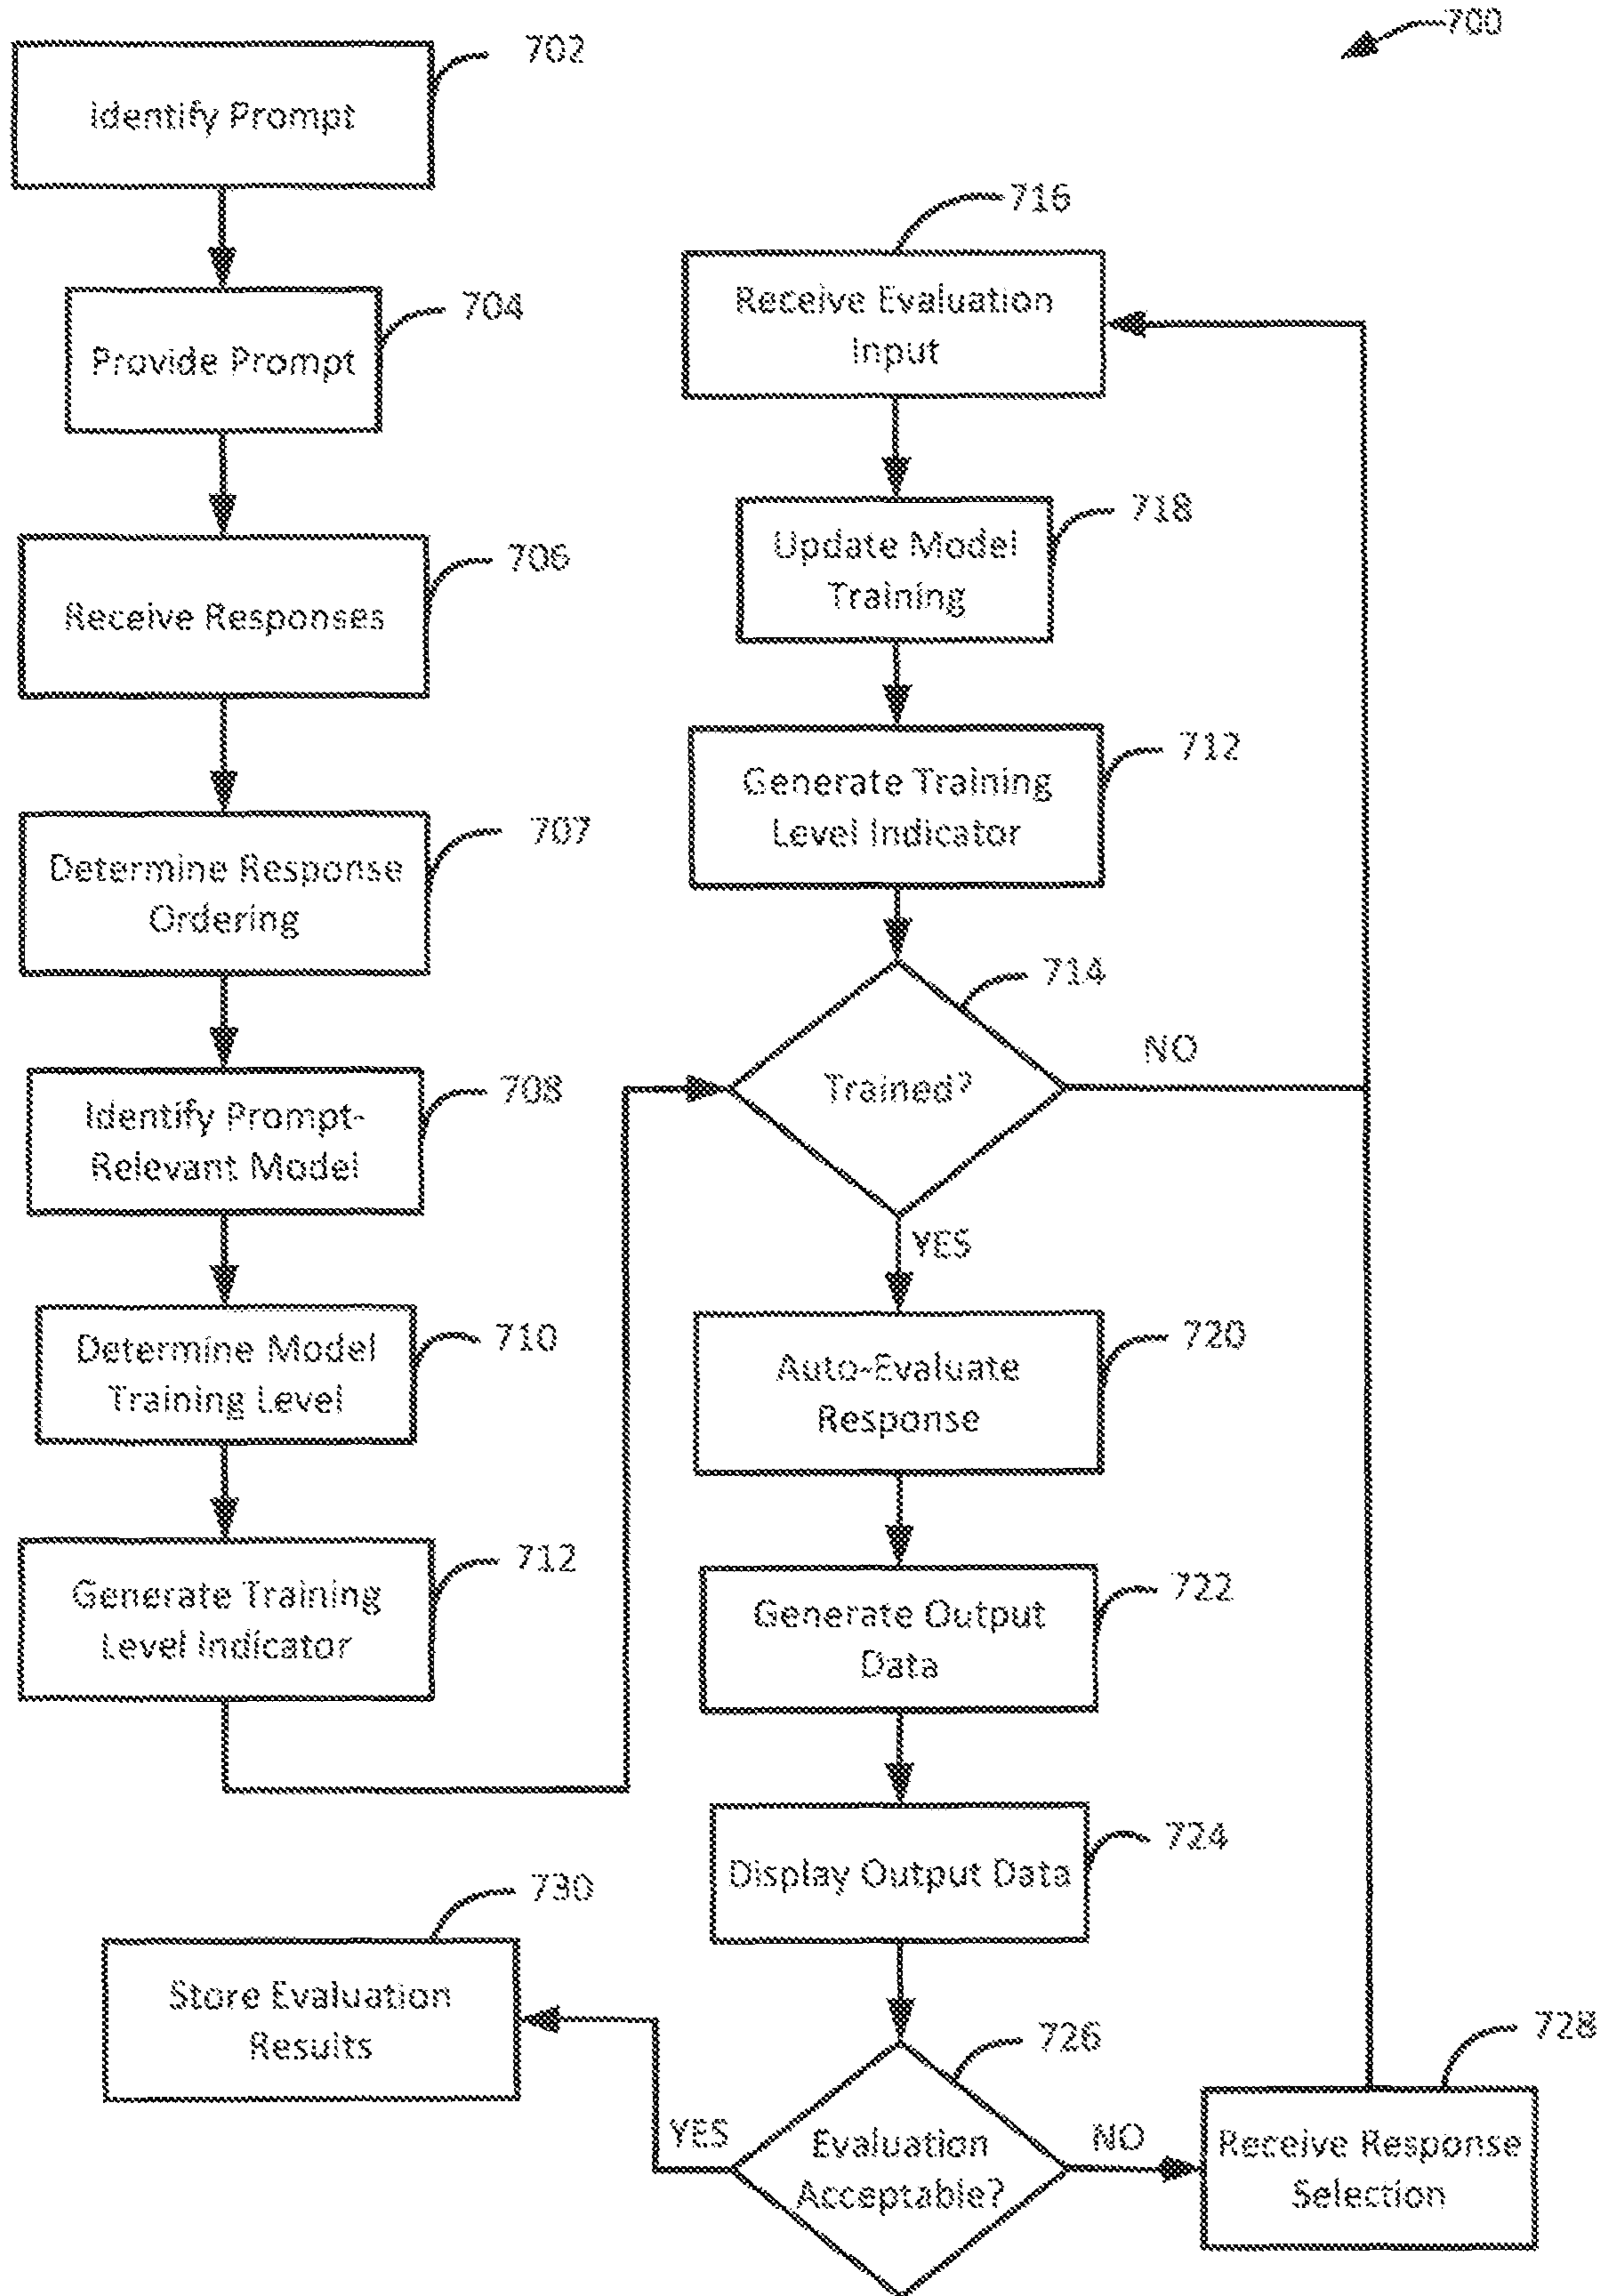 700
702
Identify Prompt
704
Provide Prompt
706
Receive Responses
707
Determine Response
Ordering
708
Identify Prompt-
Relevant Model
710
Determine Model
Training Level
712
Generate Training
Level Indicator
716
Receive Evaluation
Input
718
Update Model
Training
712
Generate Training
Level Indicator
714
Trained?
NO
YES
720
Auto-Evaluate
Response
722
Generate Output
Data
724
Display Output Data
726
Evaluation
Acceptable?
YES
NO
728
Receive Response
Selection
730
Store Evaluation
Results